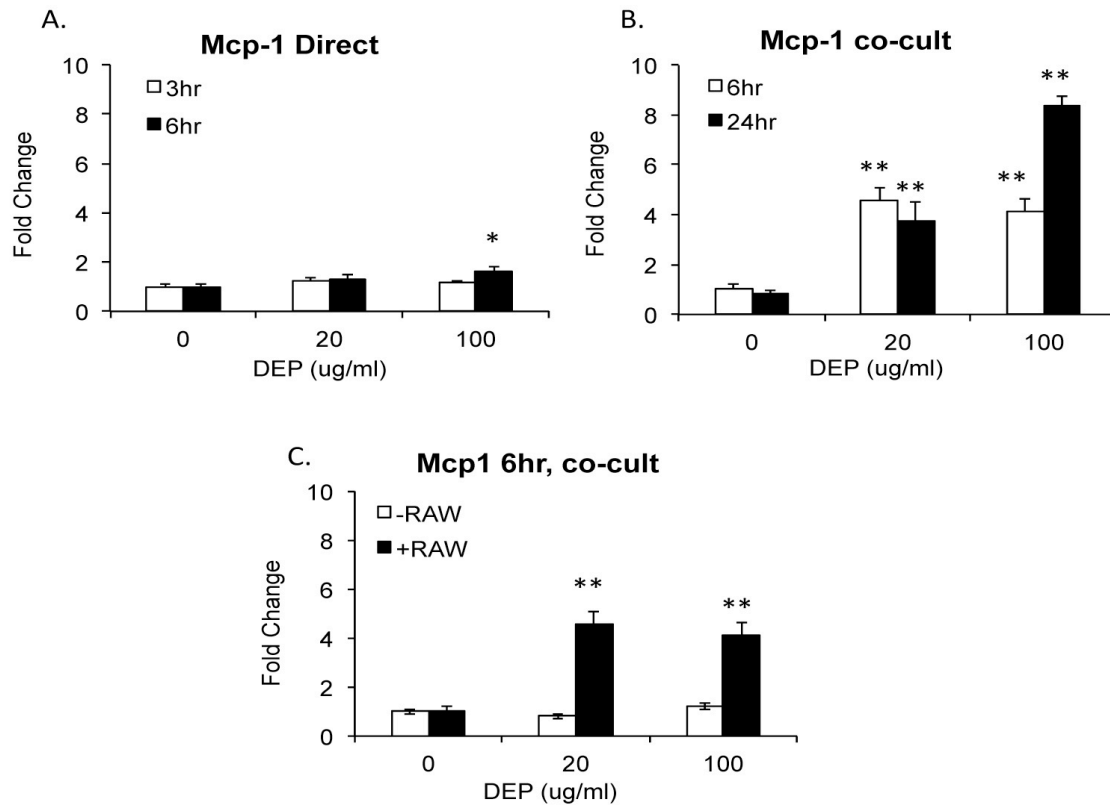 A.
Mcp-1 Direct
10
8
6
4
2
0
Fold Change
3hr
6hr
*
0 20 100
DEP (ug/ml)
B.
Mcp-1 co-cult
10
8
6
4
2
0
Fold Change
6hr
24hr
** ** ** **
0 20 100
DEP (ug/ml)
C.
Mcp1 6hr, co-cult
10
8
6
4
2
0
Fold Change
-RAW
+RAW
** **
0 20 100
DEP (ug/ml)